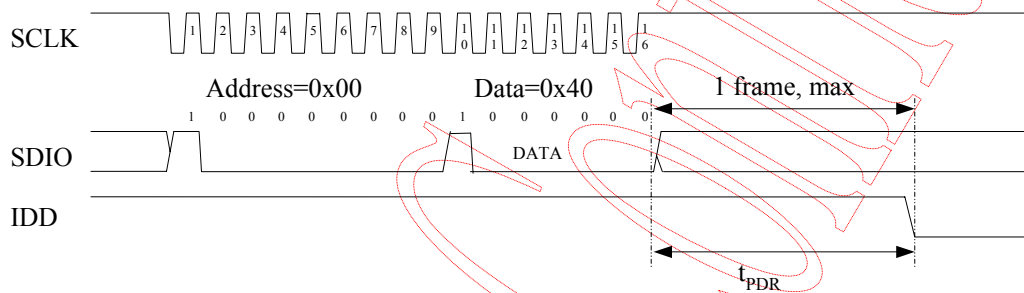 SCLK 1 2 3 4 5 6 7 8 9 10 11 12 13 14 15 16
Address=0x00 Data=0x40 1 frame, max
1 0 0 0 0 0 0 0 0 1 0 0 0 0 0 0
SDIO DATA
IDD
tPDR